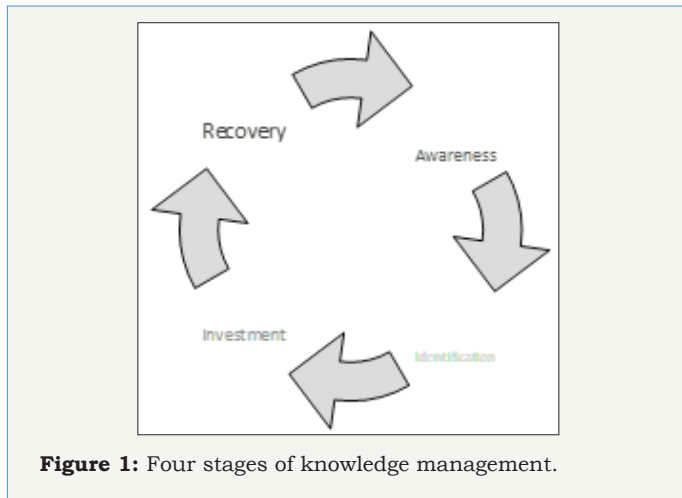 Recovery
Awareness
Investment
Identification
Figure 1: Four stages of knowledge management.